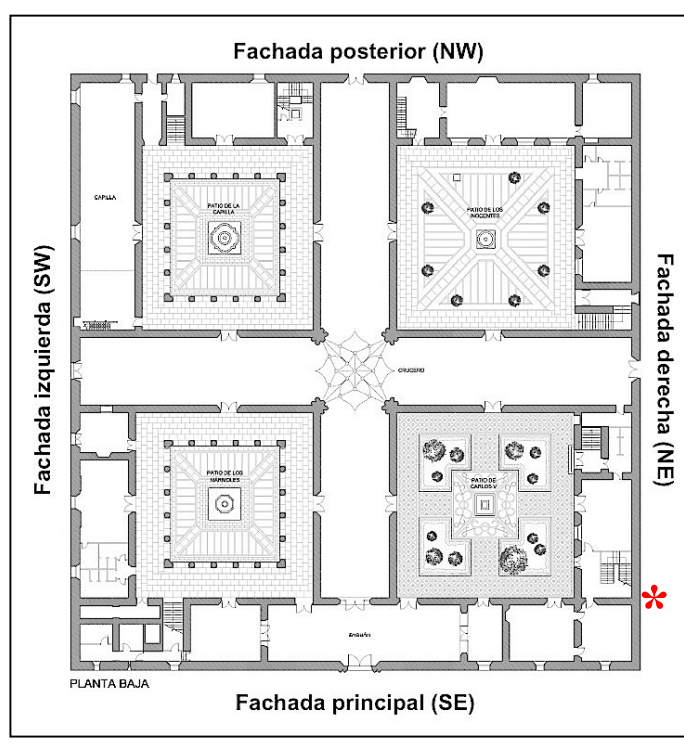 Fachada posterior (NW)
CAPILLA
PATIO DE LA
CAPILLA
PATIO DE LOS
INOCENTES
Fachada izquierda (SW)
Fachada derecha (NE)
CRUCERO
PATIO DE LOS
MÁRMOLES
PATIO DE
CARLOS V
*
ZAGUÁN
PLANTA BAJA
Fachada principal (SE)